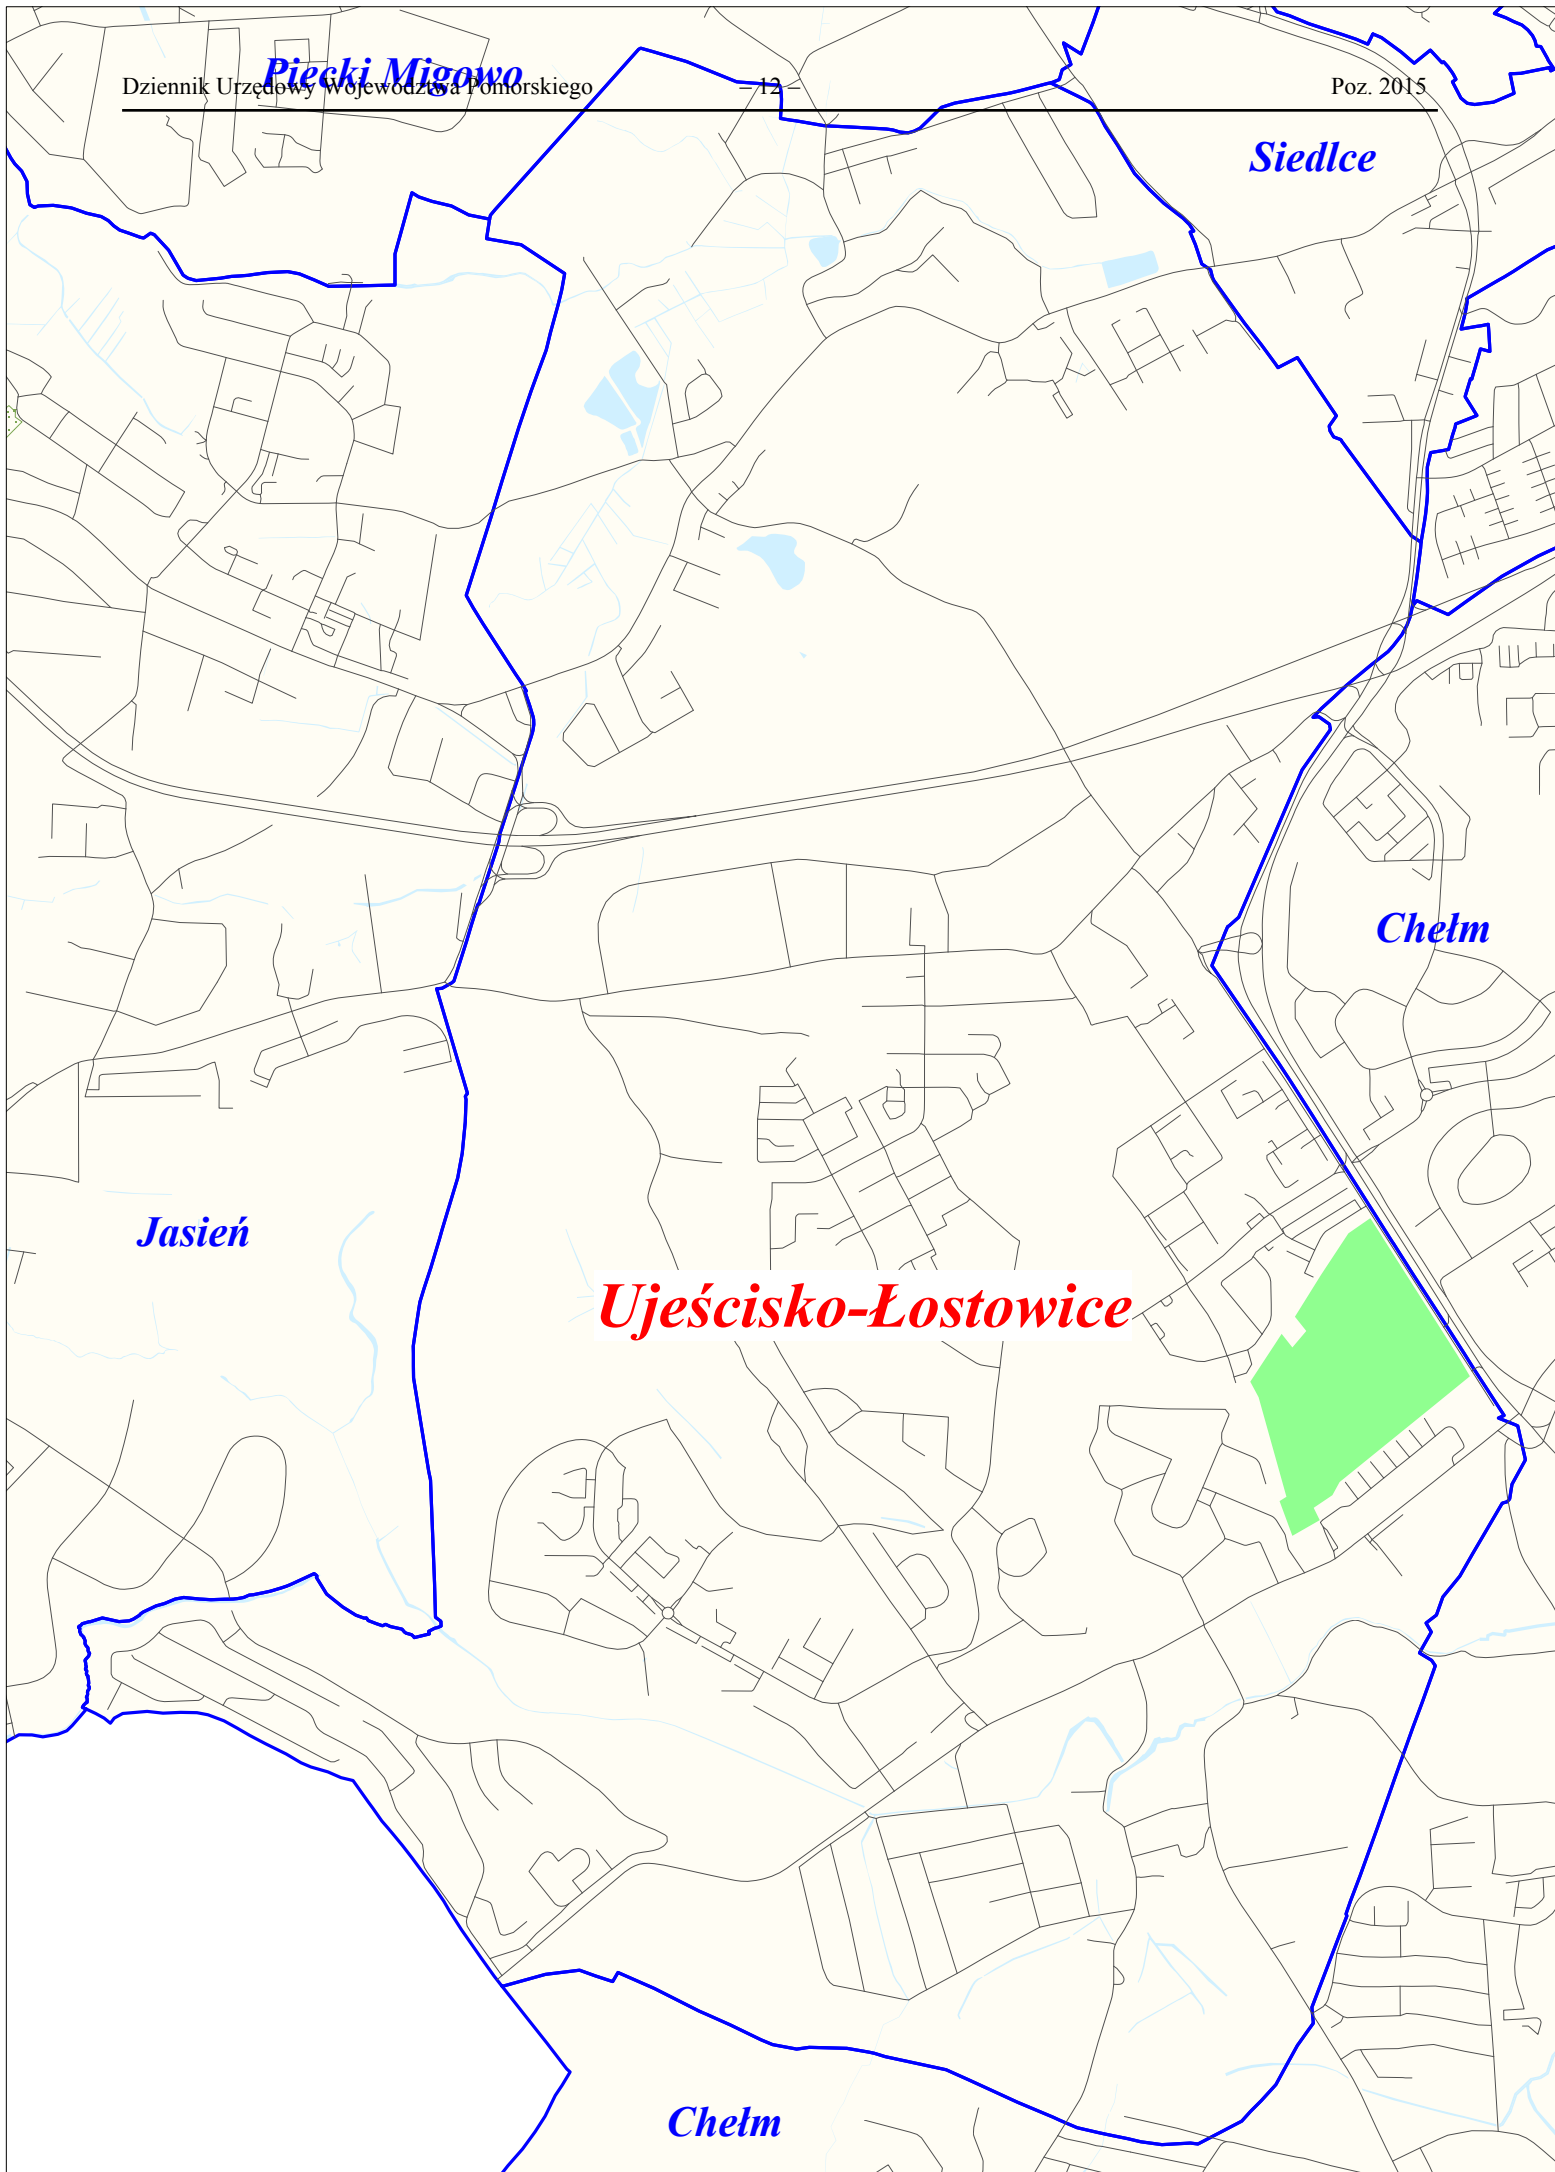 Piecki Migowo
Dziennik Urzędowy Województwa Pomorskiego – 12 – Poz. 2015
Siedlce
Chełm
Jasień
Ujeścisko-Łostowice
Chełm